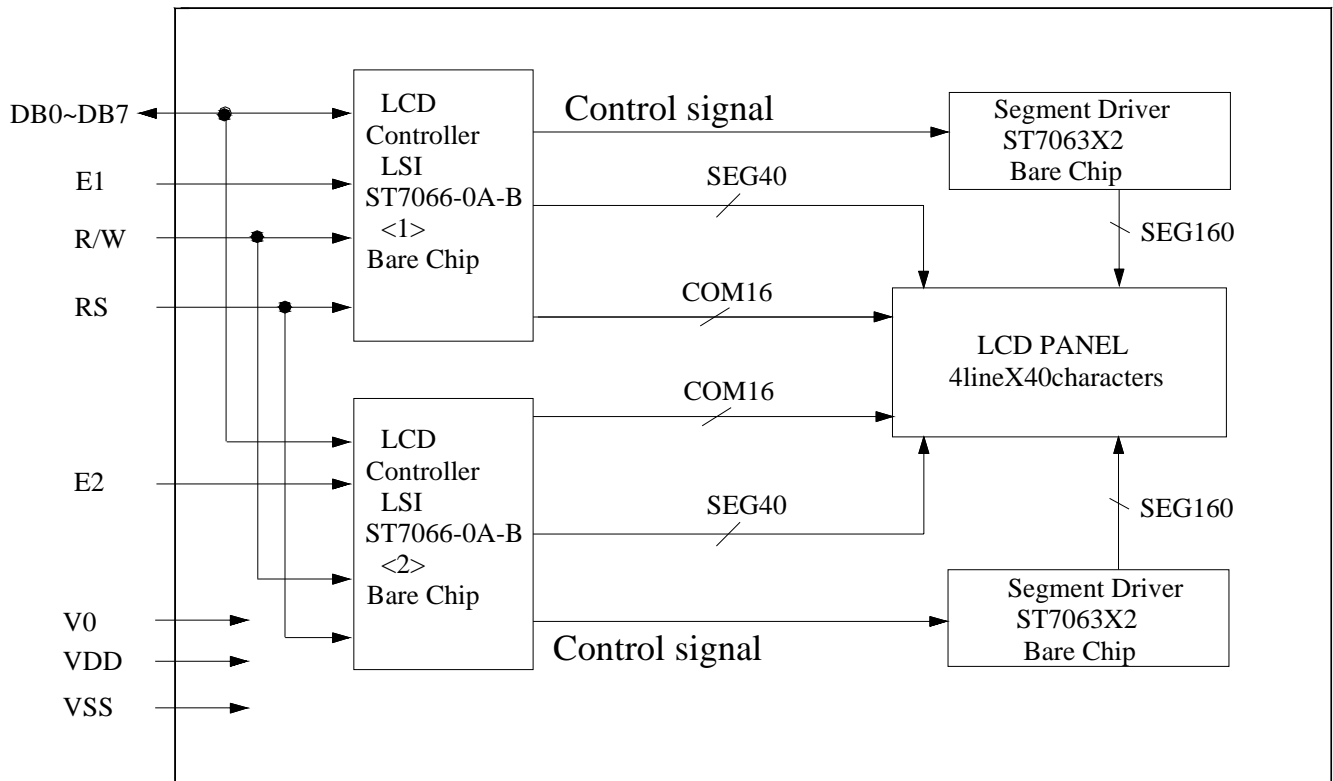 DB0~DB7
E1
R/W
RS
E2
V0
VDD
VSS
LCD
Controller
LSI
ST7066-0A-B
<1>
Bare Chip
LCD
Controller
LSI
ST7066-0A-B
<2>
Bare Chip
Control signal
SEG40
COM16
COM16
SEG40
Control signal
Segment Driver
ST7063X2
Bare Chip
SEG160
LCD PANEL
4lineX40characters
SEG160
Segment Driver
ST7063X2
Bare Chip